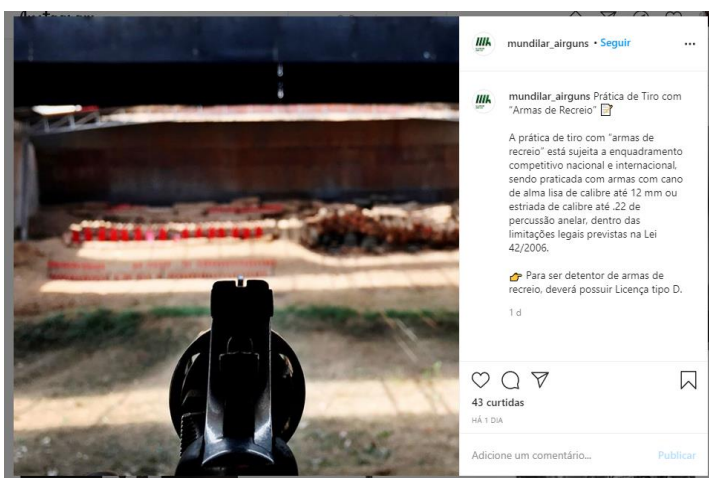 mundilar_airguns • Seguir
mundilar_airguns Prática de Tiro com
"Armas de Recreio"
A prática de tiro com "armas de
recreio" está sujeita a enquadramento
competitivo nacional e internacional,
sendo praticada com armas com cano
de alma lisa de calibre até 12 mm ou
estriada de calibre até .22 de
percussão anelar, dentro das
limitações legais previstas na Lei
42/2006.
Para ser detentor de armas de
recreio, deverá possuir Licença tipo D.
1 d
43 curtidas
HÁ 1 DIA
Adicione um comentário... Publicar